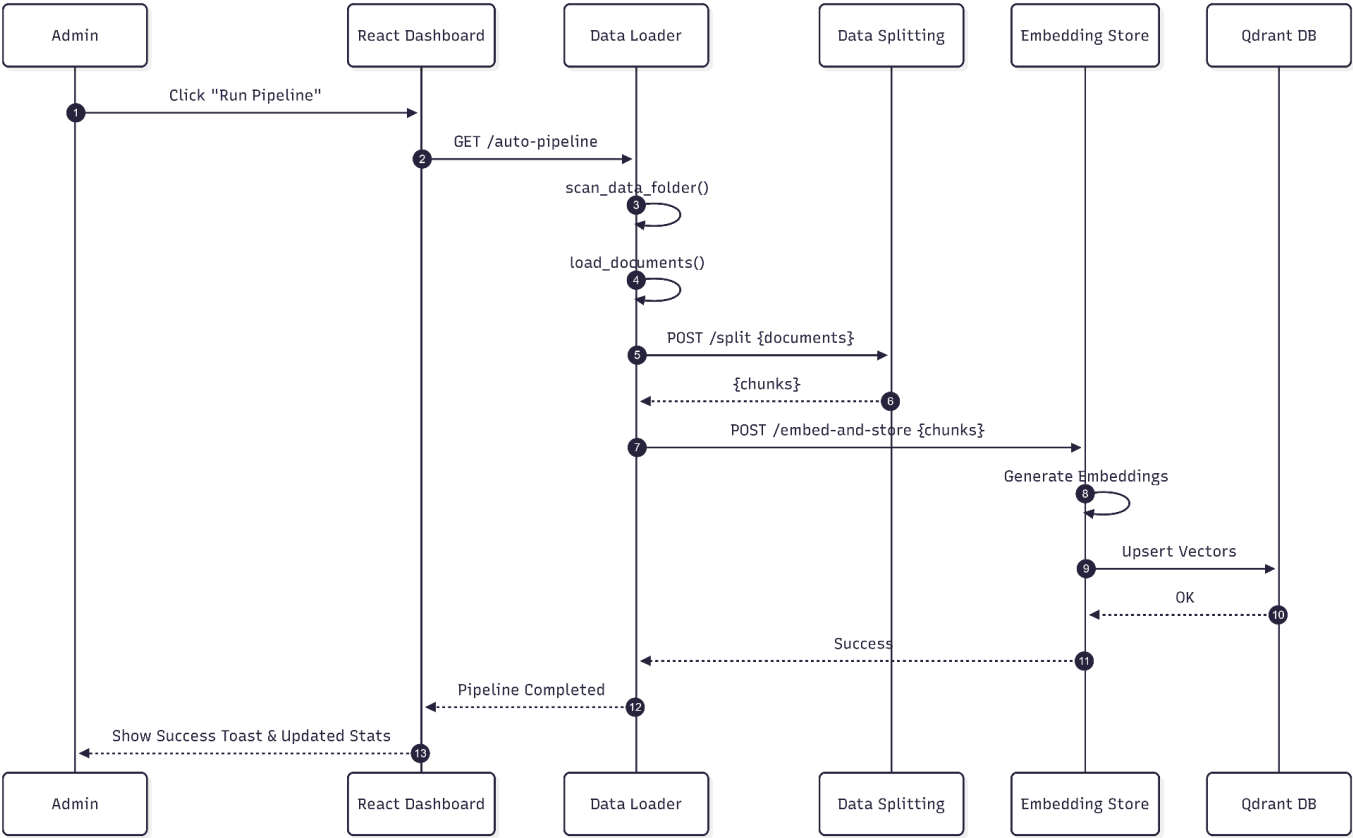 Admin
React Dashboard
Data Loader
Data Splitting
Embedding Store
Qdrant DB
Click "Run Pipeline"
1
GET /auto-pipeline
2
scan_data_folder()
3
load_documents()
4
POST /split {documents}
5
{chunks}
6
POST /embed-and-store {chunks}
7
Generate Embeddings
8
Upsert Vectors
9
OK
10
Success
11
Pipeline Completed
12
Show Success Toast & Updated Stats
13
Admin
React Dashboard
Data Loader
Data Splitting
Embedding Store
Qdrant DB